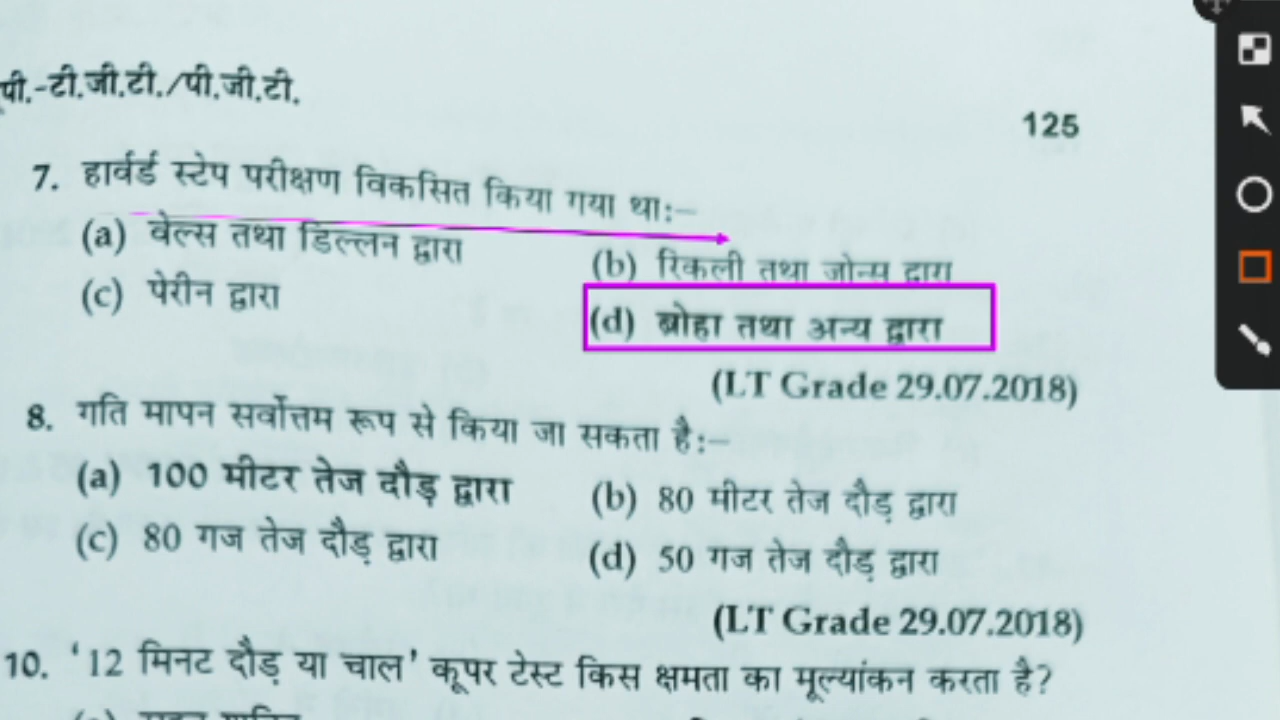 पी.-टी.जी.टी./पी.जी.टी.
125
7. हार्वर्ड स्टेप परीक्षण विकसित किया गया था:–
(a) वेल्स तथा डिल्लन द्वारा (b) रिकली तथा जोन्स द्वारा
(c) पेरीन द्वारा (d) ब्रोहा तथा अन्य द्वारा
(LT Grade 29.07.2018)
8. गति मापन सर्वोत्तम रूप से किया जा सकता है:–
(a) 100 मीटर तेज दौड़ द्वारा (b) 80 मीटर तेज दौड़ द्वारा
(c) 80 गज तेज दौड़ द्वारा (d) 50 गज तेज दौड़ द्वारा
(LT Grade 29.07.2018)
10. '12 मिनट दौड़ या चाल' कूपर टेस्ट किस क्षमता का मूल्यांकन करता है?